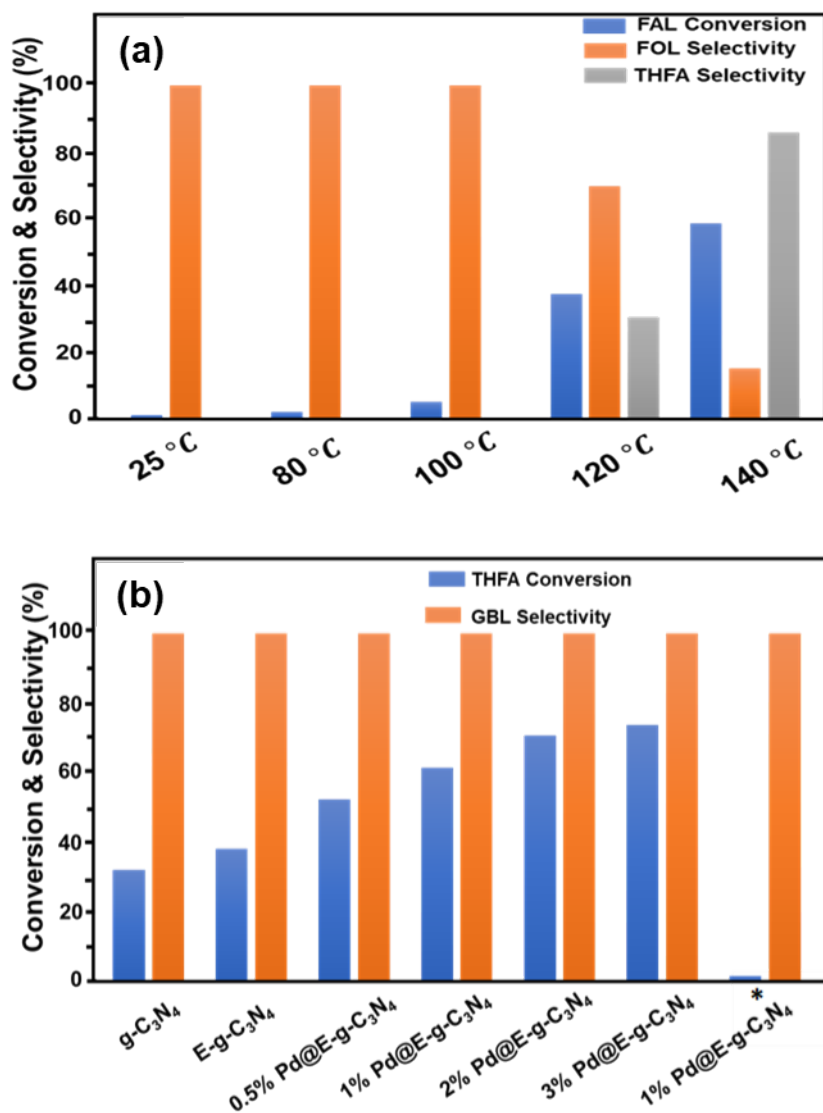 (a)
FAL Conversion
FOL Selectivity
THFA Selectivity
Conversion & Selectivity (%)
100
80
60
40
20
0
25 °C
80 °C
100 °C
120 °C
140 °C
(b)
THFA Conversion
GBL Selectivity
Conversion & Selectivity (%)
100
80
60
40
20
0
g-C₃N₄
E-g-C₃N₄
0.5% Pd@E-g-C₃N₄
1% Pd@E-g-C₃N₄
2% Pd@E-g-C₃N₄
3% Pd@E-g-C₃N₄
*
1% Pd@E-g-C₃N₄